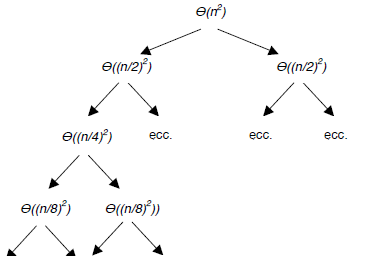 Θ(n²)
Θ((n/2)²) Θ((n/2)²)
Θ((n/4)²) ecc. ecc. ecc.
Θ((n/8)²) Θ((n/8)²))